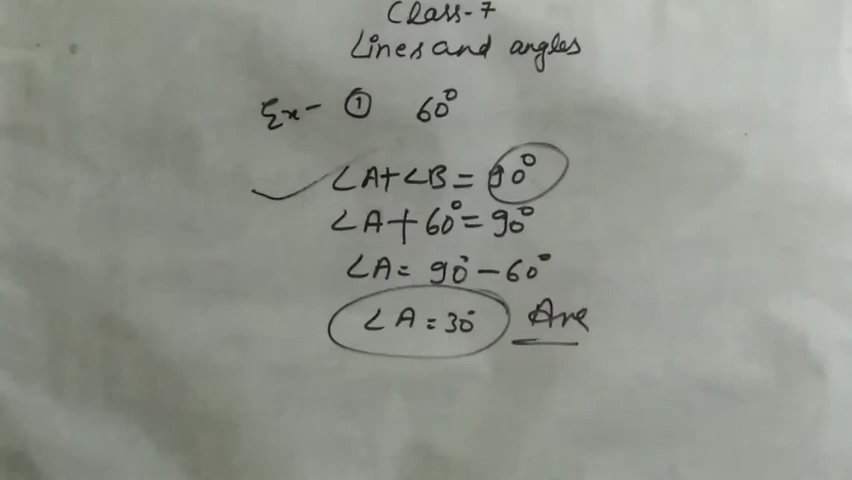 Class-7
Lines and angles
Ex- ① 60°
∠A+∠B=90°
∠A+60°=90°
∠A=90°-60°
∠A=30° Ans